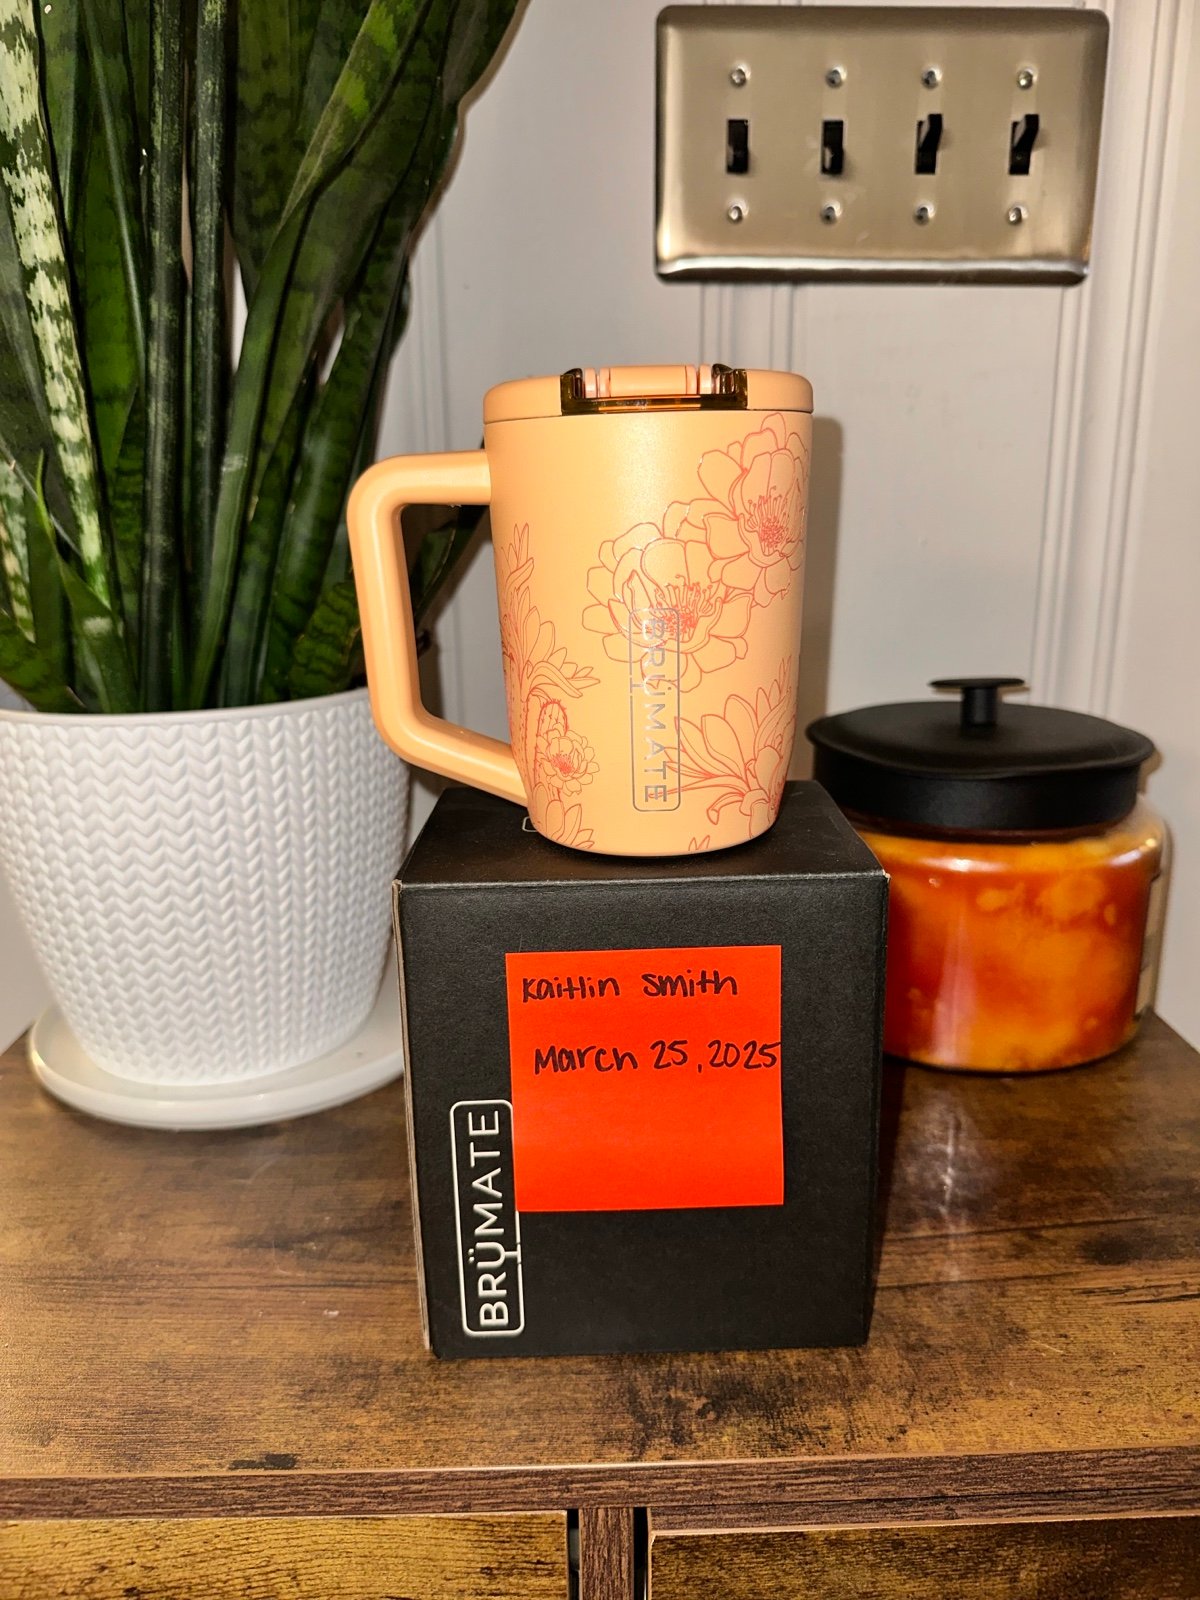 BRÜMATE
Kaitlin Smith
March 25, 2025
BRÜMATE